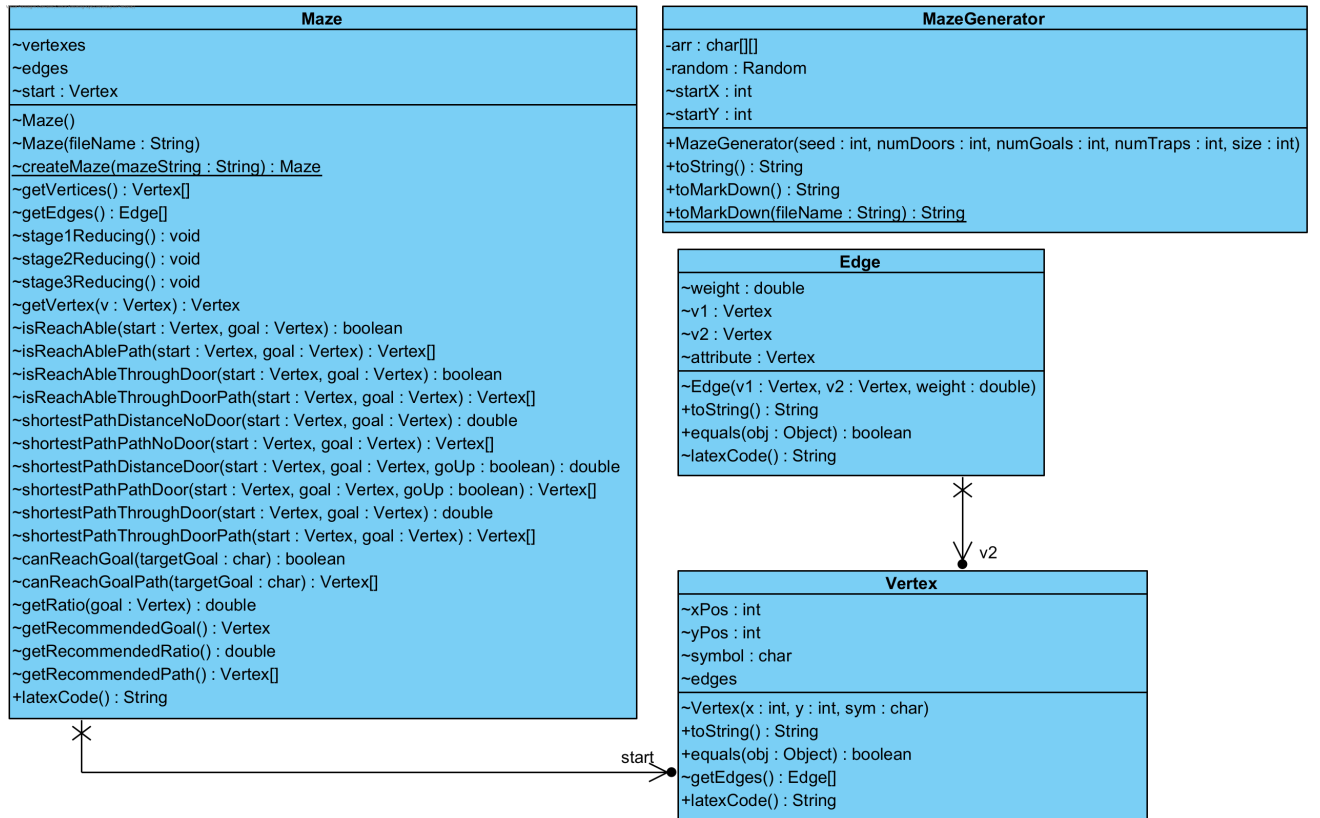 Maze
~vertexes
~edges
~start : Vertex
~Maze()
~Maze(fileName : String)
~createMaze(mazeString : String) : Maze
~getVertices() : Vertex[]
~getEdges() : Edge[]
~stage1Reducing() : void
~stage2Reducing() : void
~stage3Reducing() : void
~getVertex(v : Vertex) : Vertex
~isReachAble(start : Vertex, goal : Vertex) : boolean
~isReachAblePath(start : Vertex, goal : Vertex) : Vertex[]
~isReachAbleThroughDoor(start : Vertex, goal : Vertex) : boolean
~isReachAbleThroughDoorPath(start : Vertex, goal : Vertex) : Vertex[]
~shortestPathDistanceNoDoor(start : Vertex, goal : Vertex) : double
~shortestPathPathNoDoor(start : Vertex, goal : Vertex) : Vertex[]
~shortestPathDistanceDoor(start : Vertex, goal : Vertex, goUp : boolean) : double
~shortestPathPathDoor(start : Vertex, goal : Vertex, goUp : boolean) : Vertex[]
~shortestPathThroughDoor(start : Vertex, goal : Vertex) : double
~shortestPathThroughDoorPath(start : Vertex, goal : Vertex) : Vertex[]
~canReachGoal(targetGoal : char) : boolean
~canReachGoalPath(targetGoal : char) : Vertex[]
~getRatio(goal : Vertex) : double
~getRecommendedGoal() : Vertex
~getRecommendedRatio() : double
~getRecommendedPath() : Vertex[]
+latexCode() : String
MazeGenerator
-arr : char[][]
-random : Random
~startX : int
~startY : int
+MazeGenerator(seed : int, numDoors : int, numGoals : int, numTraps : int, size : int)
+toString() : String
+toMarkDown() : String
+toMarkDown(fileName : String) : String
Edge
~weight : double
~v1 : Vertex
~v2 : Vertex
~attribute : Vertex
~Edge(v1 : Vertex, v2 : Vertex, weight : double)
+toString() : String
+equals(obj : Object) : boolean
~latexCode() : String
v2
start
Vertex
~xPos : int
~yPos : int
~symbol : char
~edges
~Vertex(x : int, y : int, sym : char)
+toString() : String
+equals(obj : Object) : boolean
~getEdges() : Edge[]
+latexCode() : String